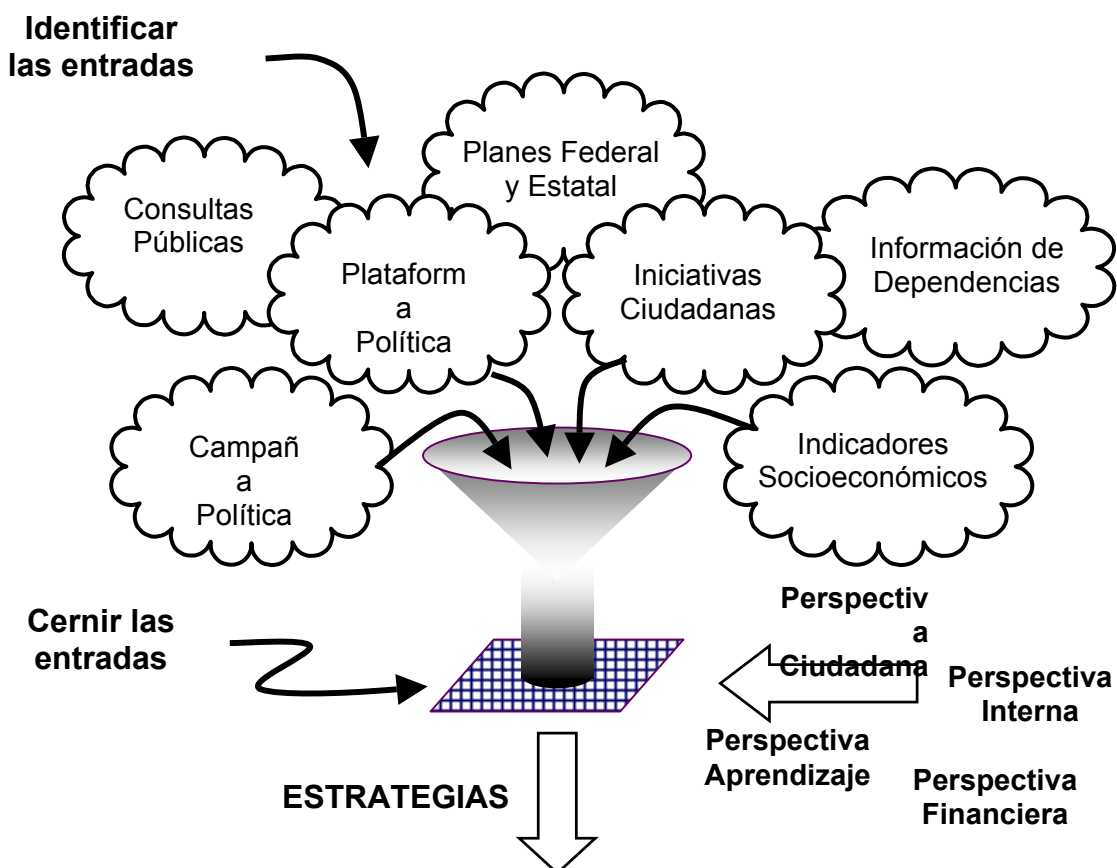 Identificar
las entradas
Planes Federal
y Estatal
Consultas
Públicas
Plataform
a
Política
Iniciativas
Ciudadanas
Información de
Dependencias
Campañ
a
Política
Indicadores
Socioeconómicos
Cernir las
entradas
Perspectiv
a
Ciudadana
Perspectiva
Interna
Perspectiva
Aprendizaje
Perspectiva
Financiera
ESTRATEGIAS